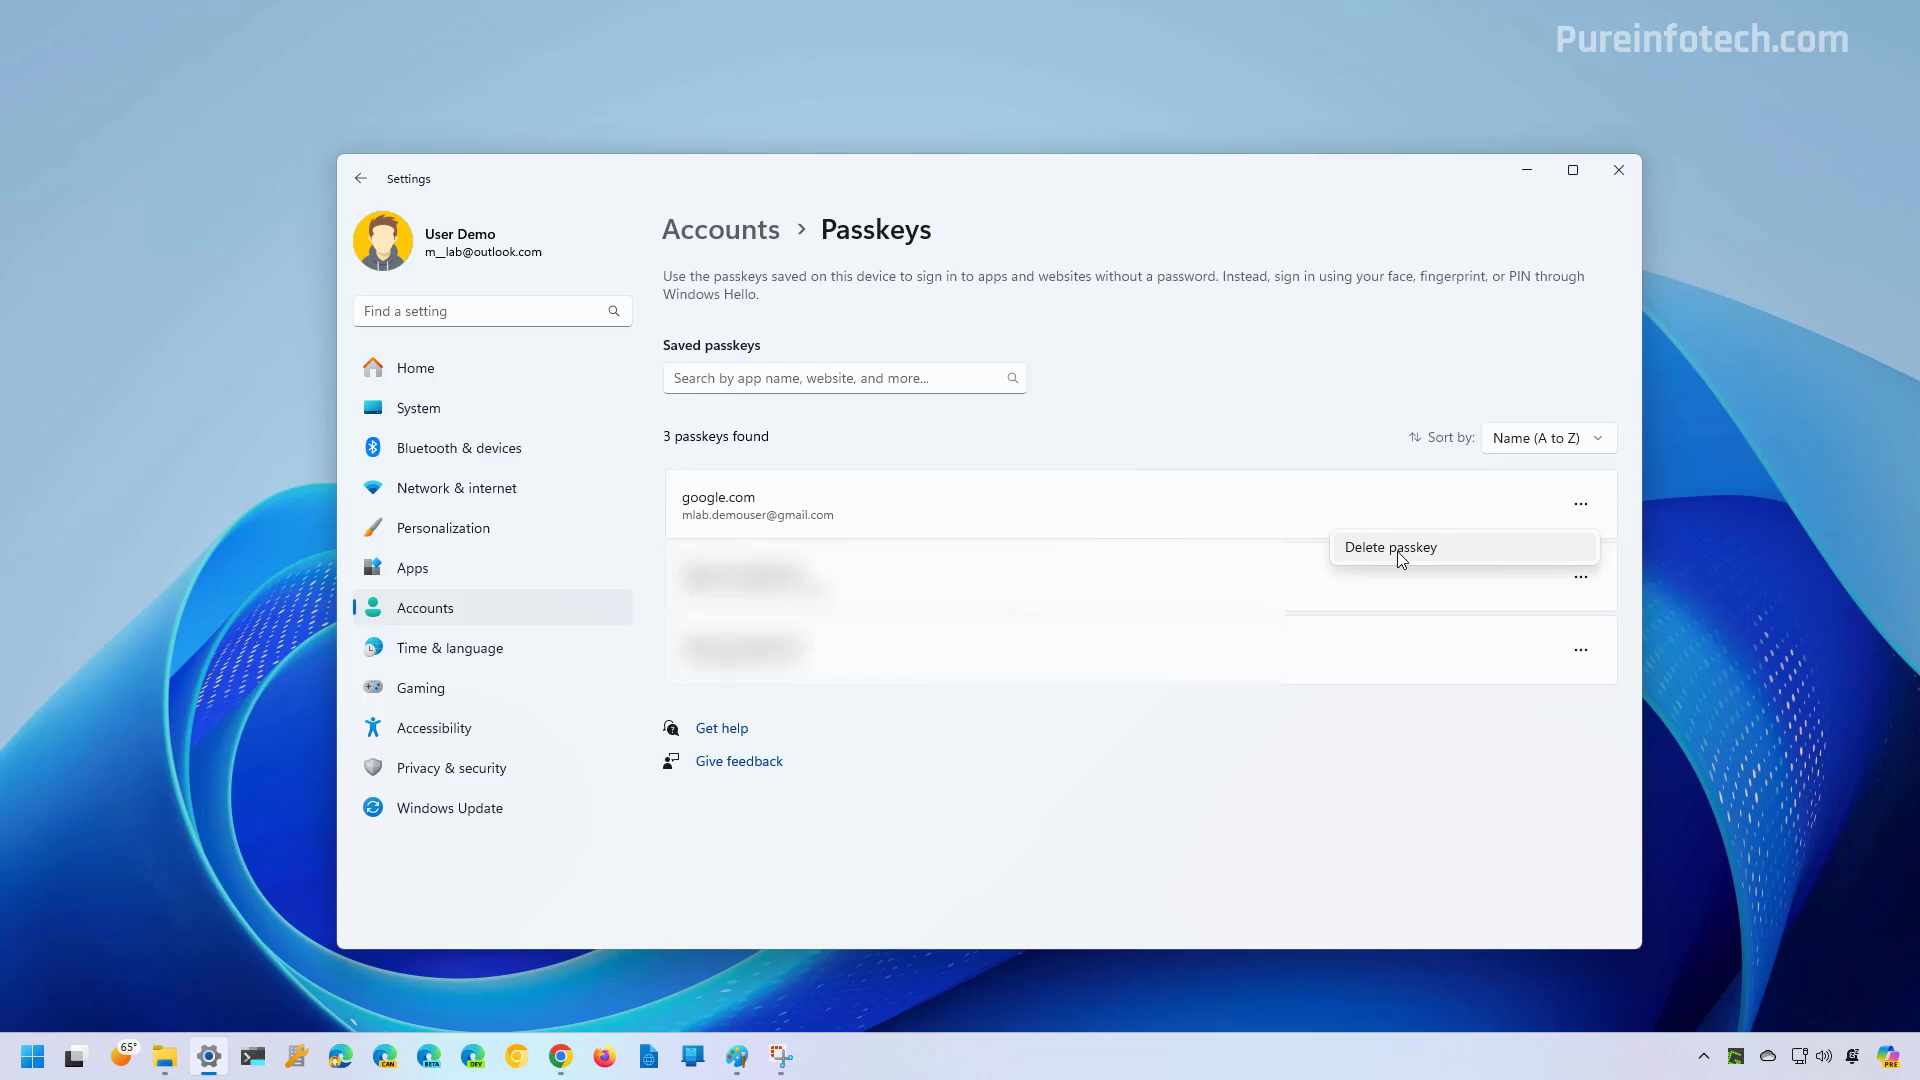 Pureinfotech.com
Settings
User Demo
m__lab@outlook.com
Find a setting
Home
System
Bluetooth & devices
Network & internet
Personalization
Apps
Accounts
Time & language
Gaming
Accessibility
Privacy & security
Windows Update
Accounts > Passkeys
Use the passkeys saved on this device to sign in to apps and websites without a password. Instead, sign in using your face, fingerprint, or PIN through
Windows Hello.
Saved passkeys
Search by app name, website, and more...
3 passkeys found
Sort by: Name (A to Z)
google.com
mlab.demouser@gmail.com
Delete passkey
Get help
Give feedback
65°
CAN
BETA
DEV
PRE